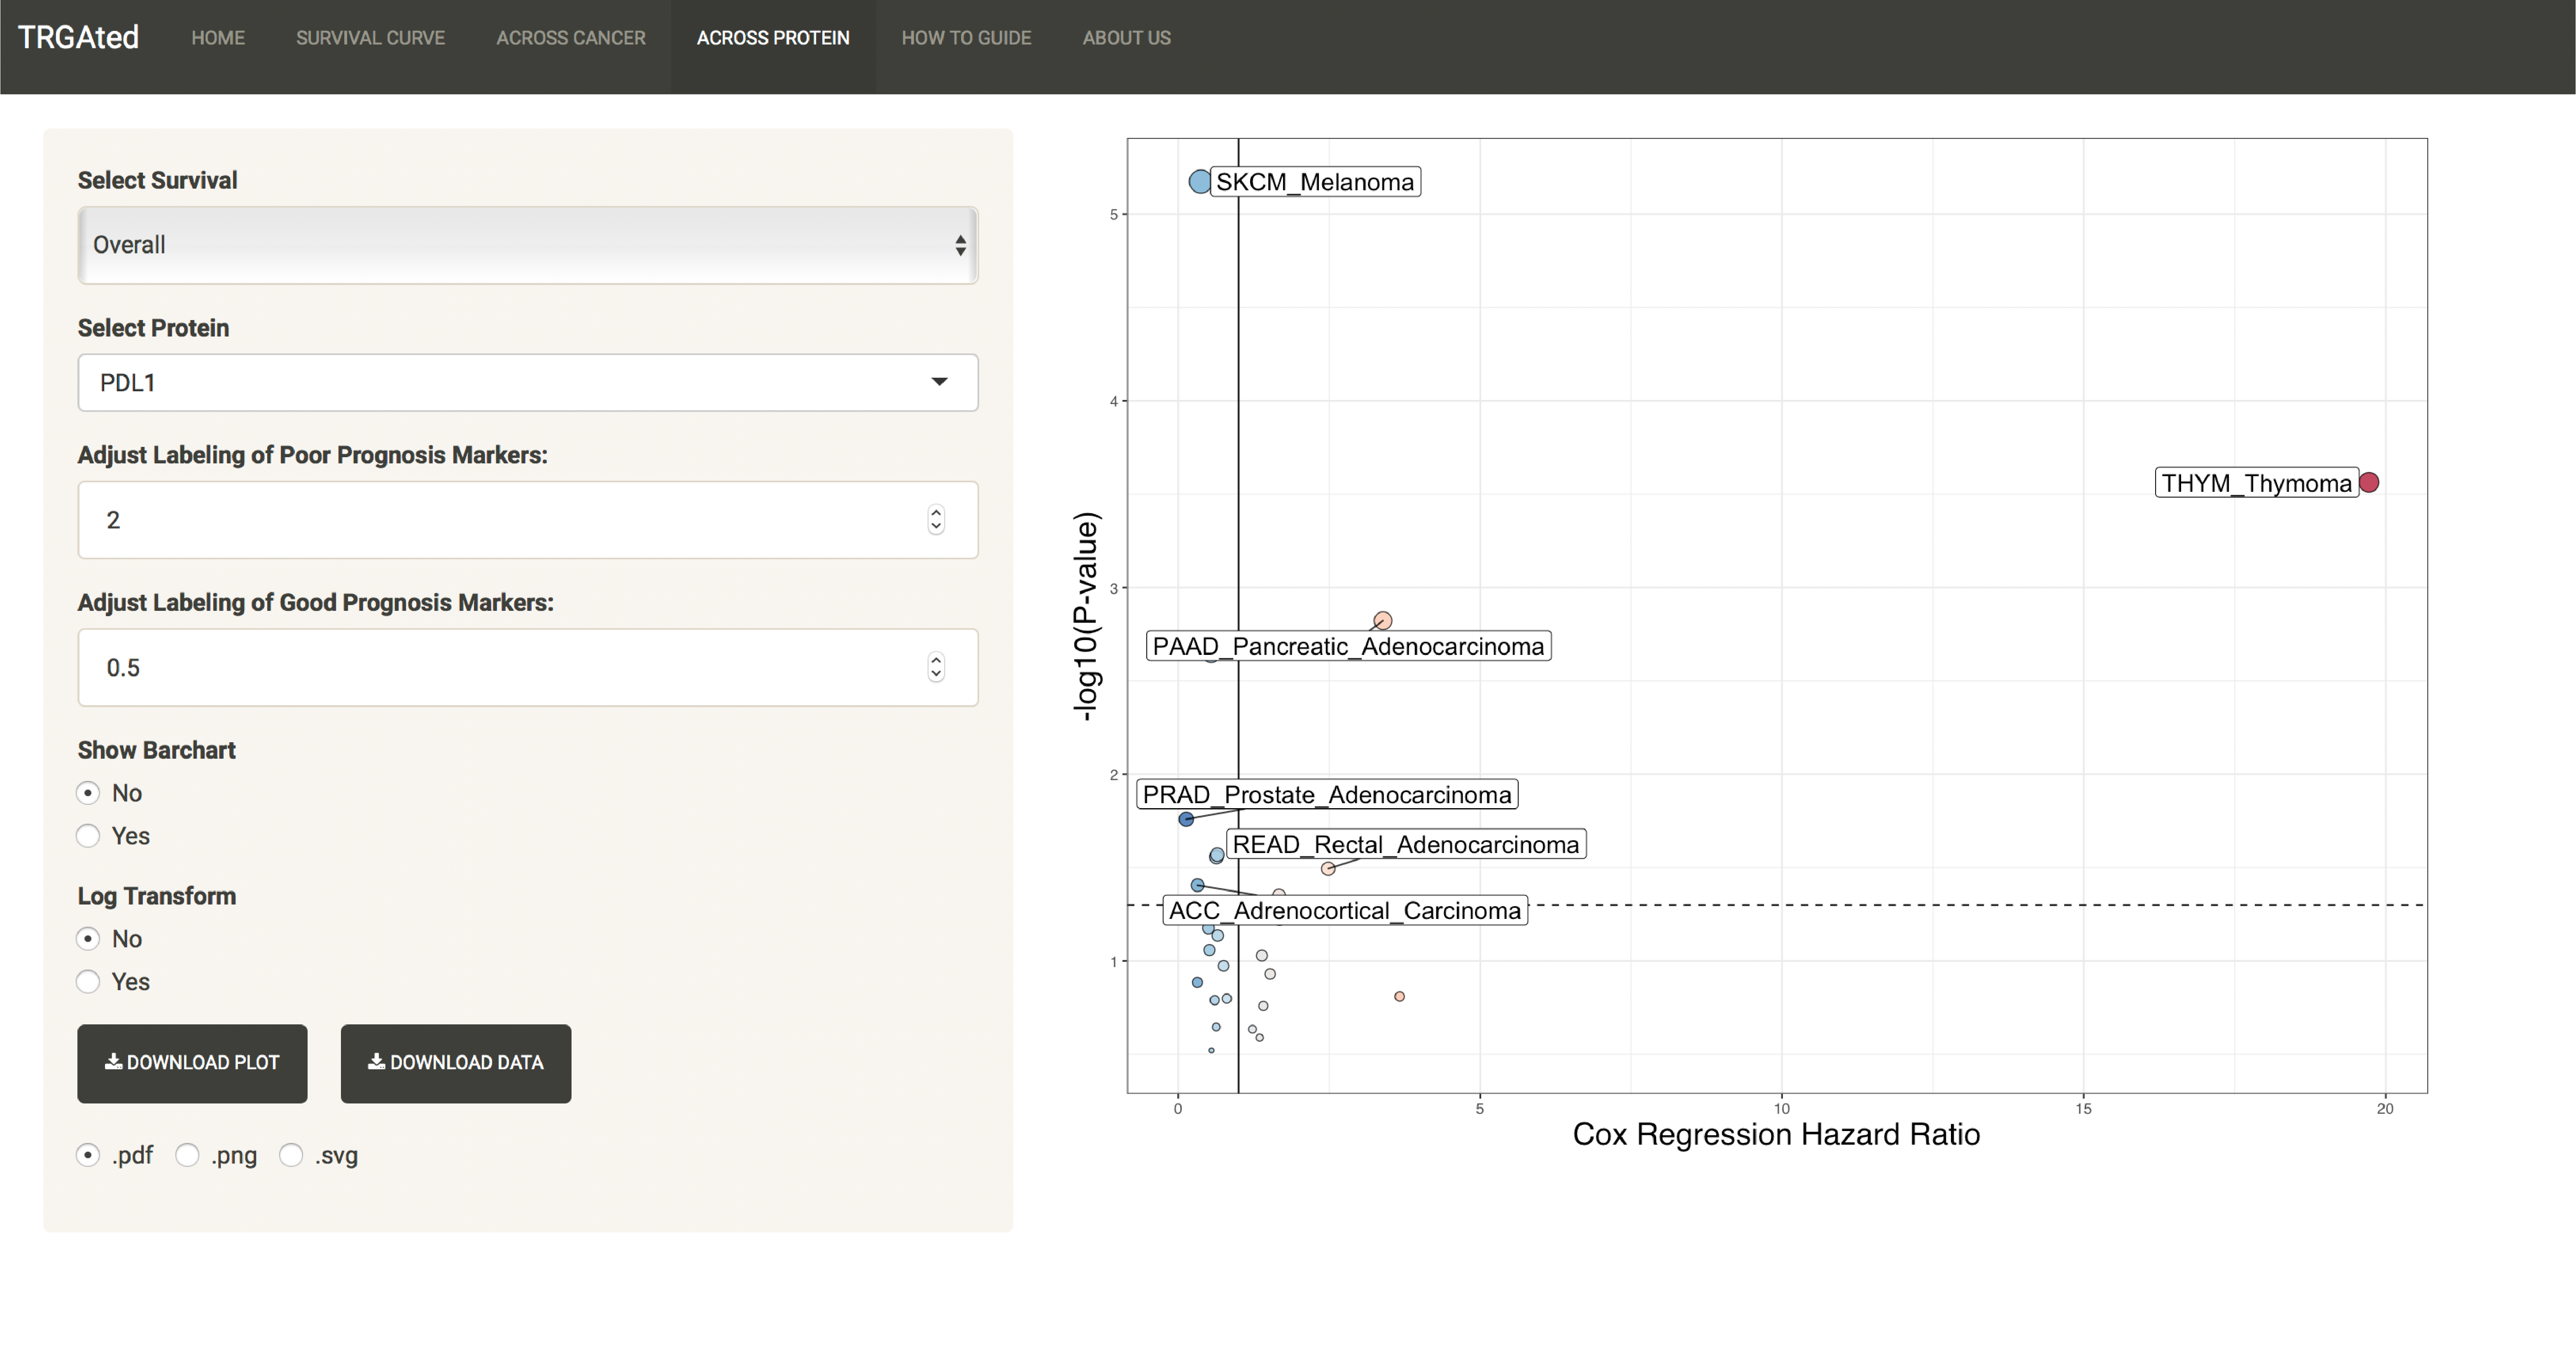 TRGAted HOME SURVIVAL CURVE ACROSS CANCER ACROSS PROTEIN HOW TO GUIDE ABOUT US
Select Survival
Overall
Select Protein
PDL1
Adjust Labeling of Poor Prognosis Markers:
2
Adjust Labeling of Good Prognosis Markers:
0.5
Show Barchart
No
Yes
Log Transform
No
Yes
DOWNLOAD PLOT DOWNLOAD DATA
.pdf .png .svg
SKCM_Melanoma
5
4
THYM_Thymoma
3
-log10(P-value)
PAAD_Pancreatic_Adenocarcinoma
2
PRAD_Prostate_Adenocarcinoma
READ_Rectal_Adenocarcinoma
ACC_Adrenocortical_Carcinoma
1
0 5 10 15 20
Cox Regression Hazard Ratio